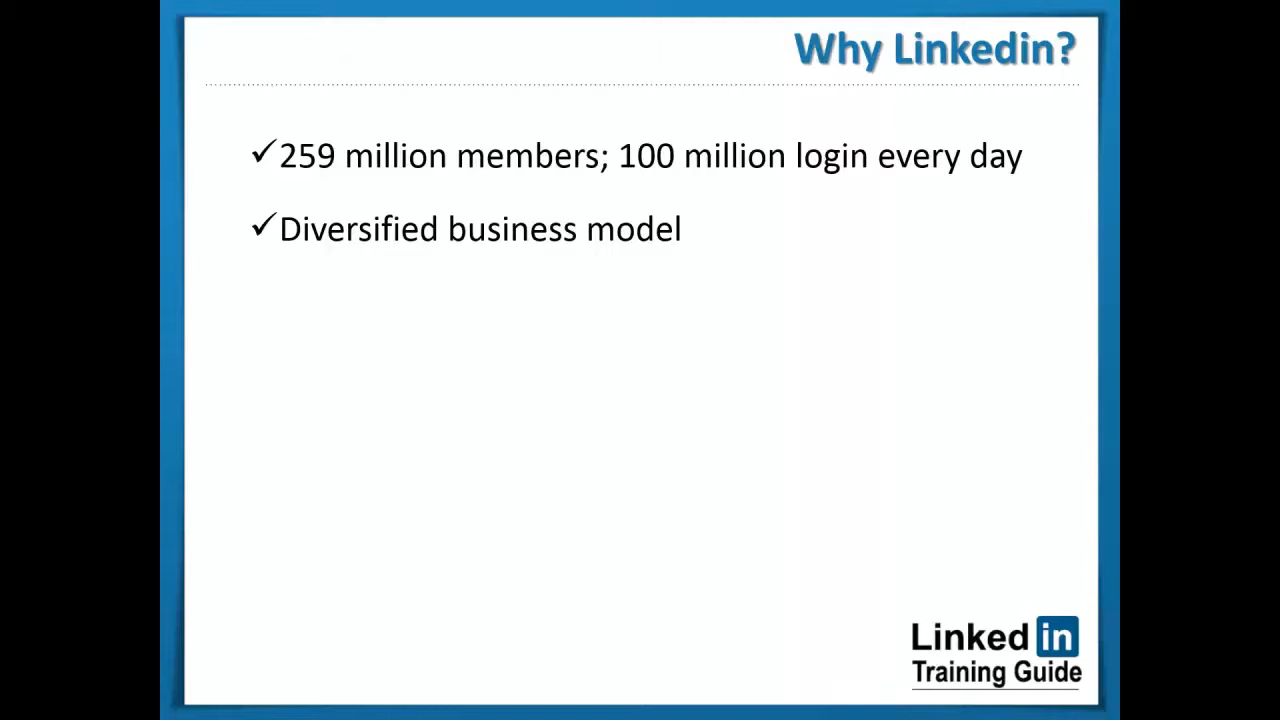 Why Linkedin?
✓259 million members; 100 million login every day
✓Diversified business model
Linked in
Training Guide